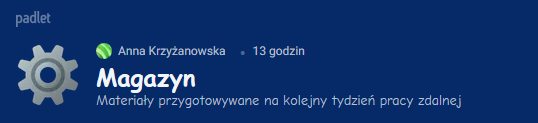 padlet
Anna Krzyżanowska • 13 godzin
Magazyn
Materiały przygotowywane na kolejny tydzień pracy zdalnej